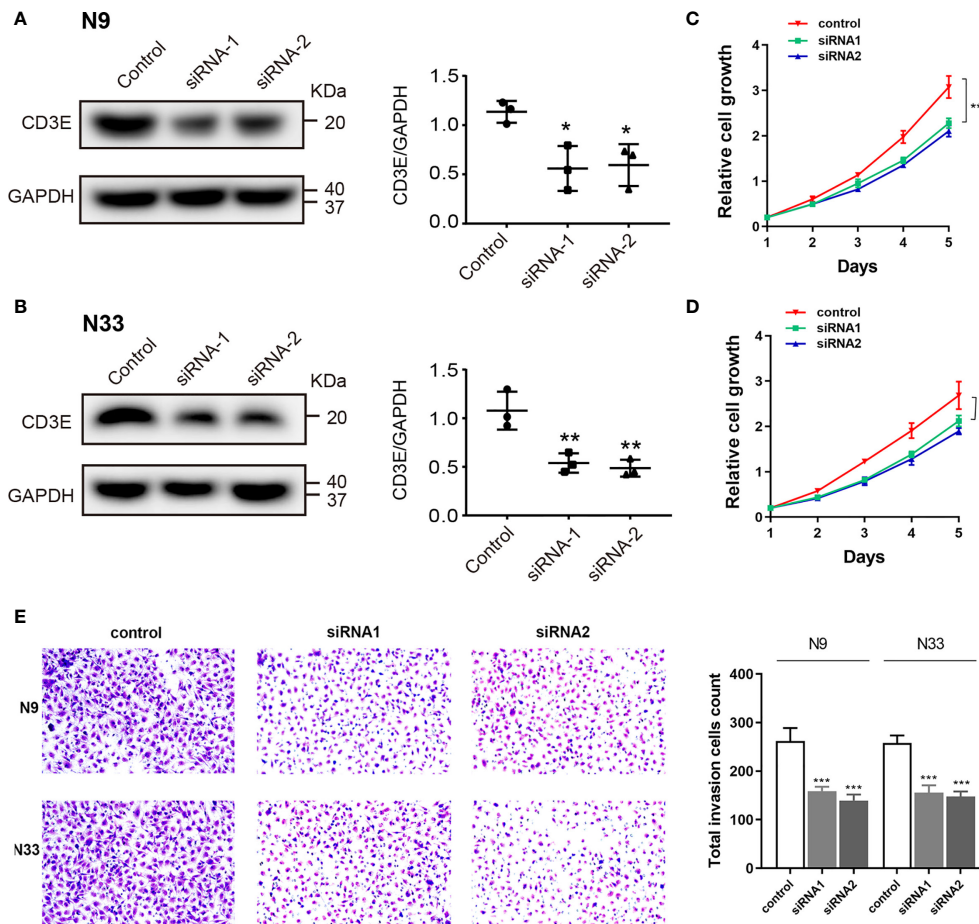 A
N9
Control
siRNA-1
siRNA-2
KDa
CD3E
20
GAPDH
40
37
CD3E/GAPDH
1.5
1.0
0.5
0.0
*
*
Control
siRNA-1
siRNA-2
C
control
siRNA1
siRNA2
Relative cell growth
4
3
2
1
0
1 2 3 4 5
Days
**
B
N33
Control
siRNA-1
siRNA-2
KDa
CD3E
20
GAPDH
40
37
CD3E/GAPDH
1.5
1.0
0.5
0.0
**
**
Control
siRNA-1
siRNA-2
D
control
siRNA1
siRNA2
Relative cell growth
4
3
2
1
0
1 2 3 4 5
Days
E
control
siRNA1
siRNA2
N9
N33
N9
N33
Total invasion cells count
400
300
200
150
100
0
***
***
***
***
control
siRNA1
siRNA2
control
siRNA1
siRNA2